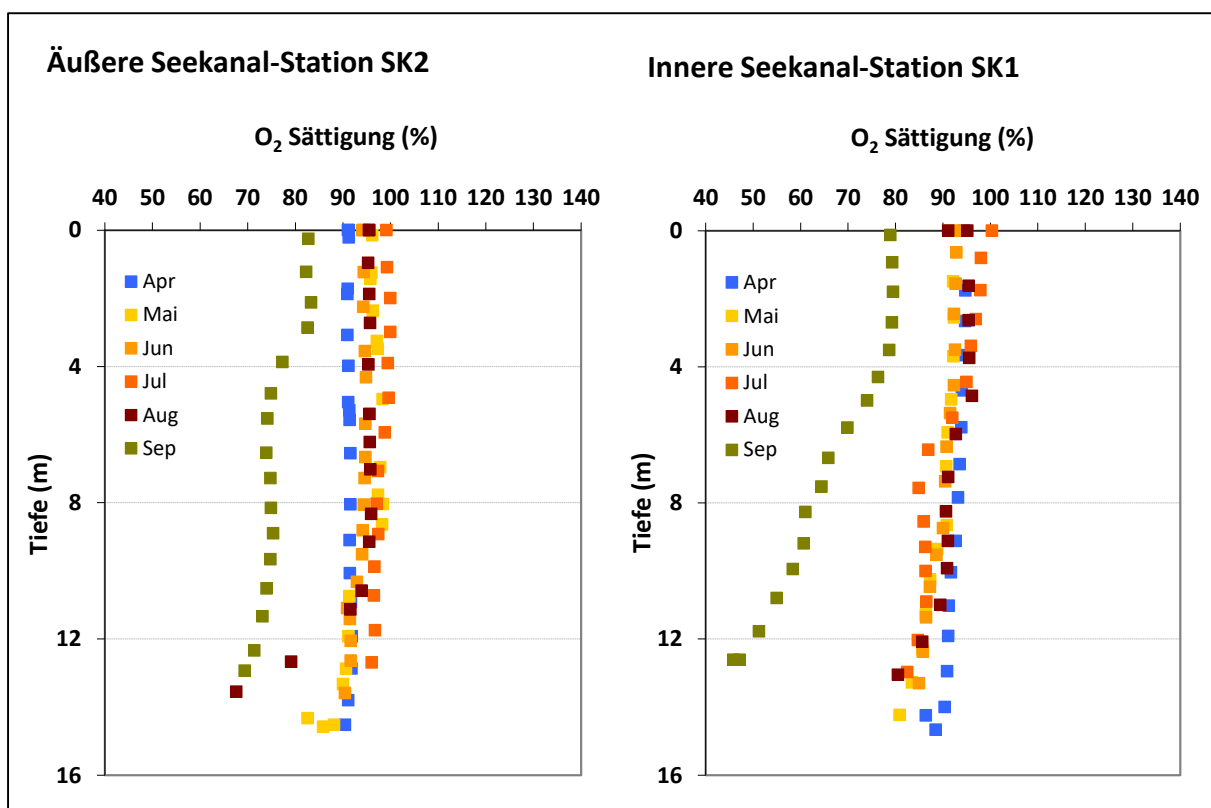 Äußere Seekanal-Station SK2
O2 Sättigung (%)
40 50 60 70 80 90 100 110 120 130 140
0
4
8
12
16
Tiefe (m)
Apr
Mai
Jun
Jul
Aug
Sep
Innere Seekanal-Station SK1
O2 Sättigung (%)
40 50 60 70 80 90 100 110 120 130 140
0
4
8
12
16
Tiefe (m)
Apr
Mai
Jun
Jul
Aug
Sep